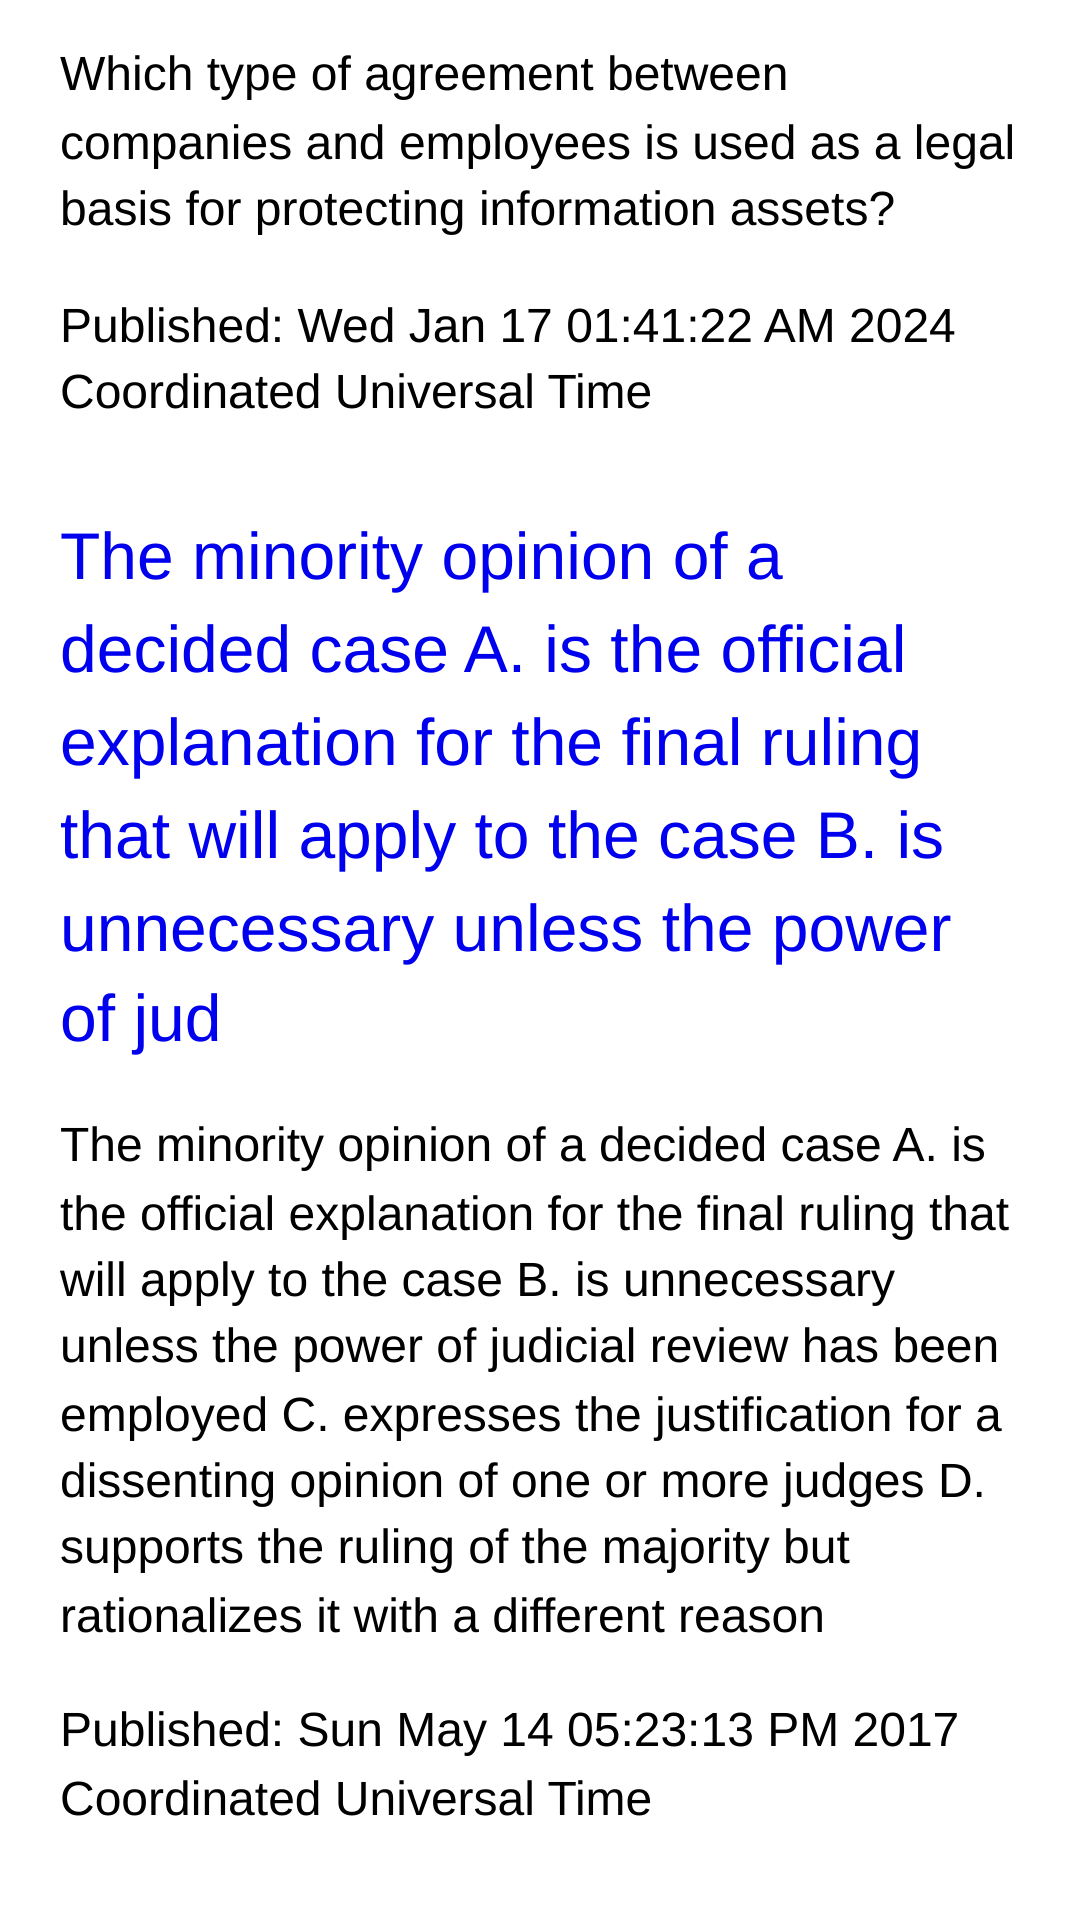 Which type of agreement between
companies and employees is used as a legal
basis for protecting information assets?
Published: Wed Jan 17 01:41:22 AM 2024
Coordinated Universal Time
The minority opinion of a
decided case A. is the official
explanation for the final ruling
that will apply to the case B. is
unnecessary unless the power
of jud
The minority opinion of a decided case A. is
the official explanation for the final ruling that
will apply to the case B. is unnecessary
unless the power of judicial review has been
employed C. expresses the justification for a
dissenting opinion of one or more judges D.
supports the ruling of the majority but
rationalizes it with a different reason
Published: Sun May 14 05:23:13 PM 2017
Coordinated Universal Time